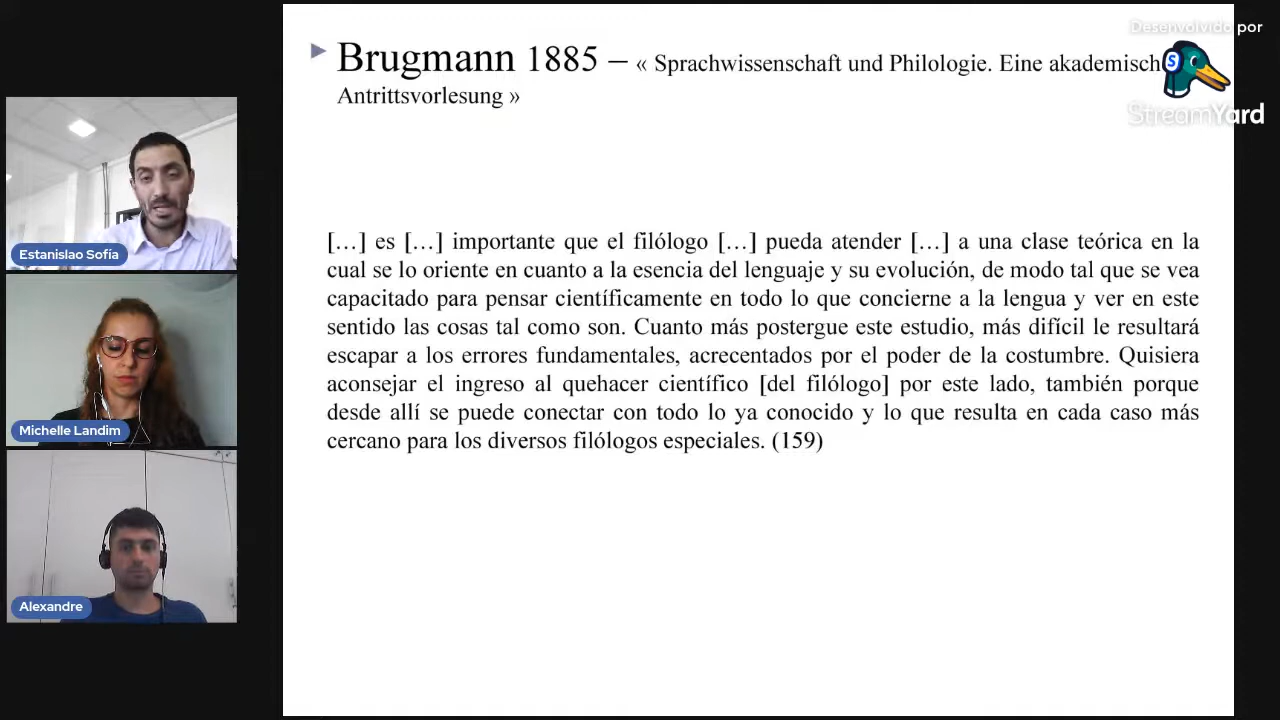 Brugmann 1885 – « Sprachwissenschaft und Philologie. Eine akademisch
Antrittsvorlesung »
[…] es […] importante que el filólogo […] pueda atender […] a una clase teórica en la
cual se lo oriente en cuanto a la esencia del lenguaje y su evolución, de modo tal que se vea
capacitado para pensar científicamente en todo lo que concierne a la lengua y ver en este
sentido las cosas tal como son. Cuanto más postergue este estudio, más difícil le resultará
escapar a los errores fundamentales, acrecentados por el poder de la costumbre. Quisiera
aconsejar el ingreso al quehacer científico [del filólogo] por este lado, también porque
desde allí se puede conectar con todo lo ya conocido y lo que resulta en cada caso más
cercano para los diversos filólogos especiales. (159)
Desenvolvido por
S
StreamYard
Estanislao Sofía
Michelle Landim
Alexandre